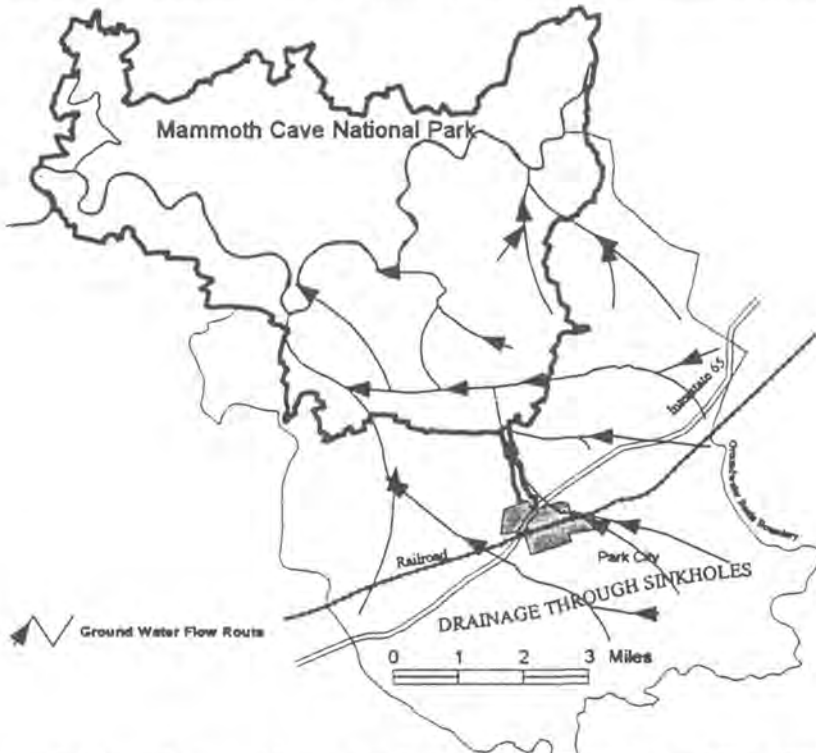 Mammoth Cave National Park
Interstate 65
Groundwater Basin Boundary
Railroad
Park City
DRAINAGE THROUGH SINKHOLES
Ground Water Flow Route
0 1 2 3 Miles